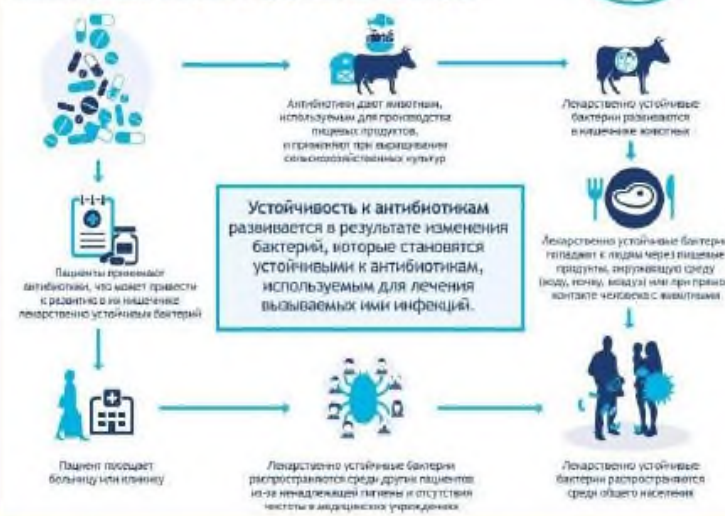 Антибиотики дают животным,
используемым для производства
пищевых продуктов,
и применяют при выращивании
сельскохозяйственных культур
Лекарственно устойчивые
бактерии развиваются
в кишечнике животных
Устойчивость к антибиотикам
развивается в результате изменения
бактерий, которые становятся
устойчивыми к антибиотикам,
используемым для лечения
вызываемых ими инфекций.
Пациенты принимают
антибиотики, что может привести
к развитию в их кишечнике
лекарственно устойчивых бактерий
Лекарственно устойчивые бактерии
попадают к людям через пищевые
продукты, окружающую среду
(воду, почву, воздух) или при прямом
контакте человека с животными
Пациент посещает
больницу или клинику
Лекарственно устойчивые бактерии
распространяются среди других пациентов
из-за ненадлежащей гигиены и отсутствия
чистоты в медицинских учреждениях
Лекарственно устойчивые
бактерии распространяются
среди общего населения